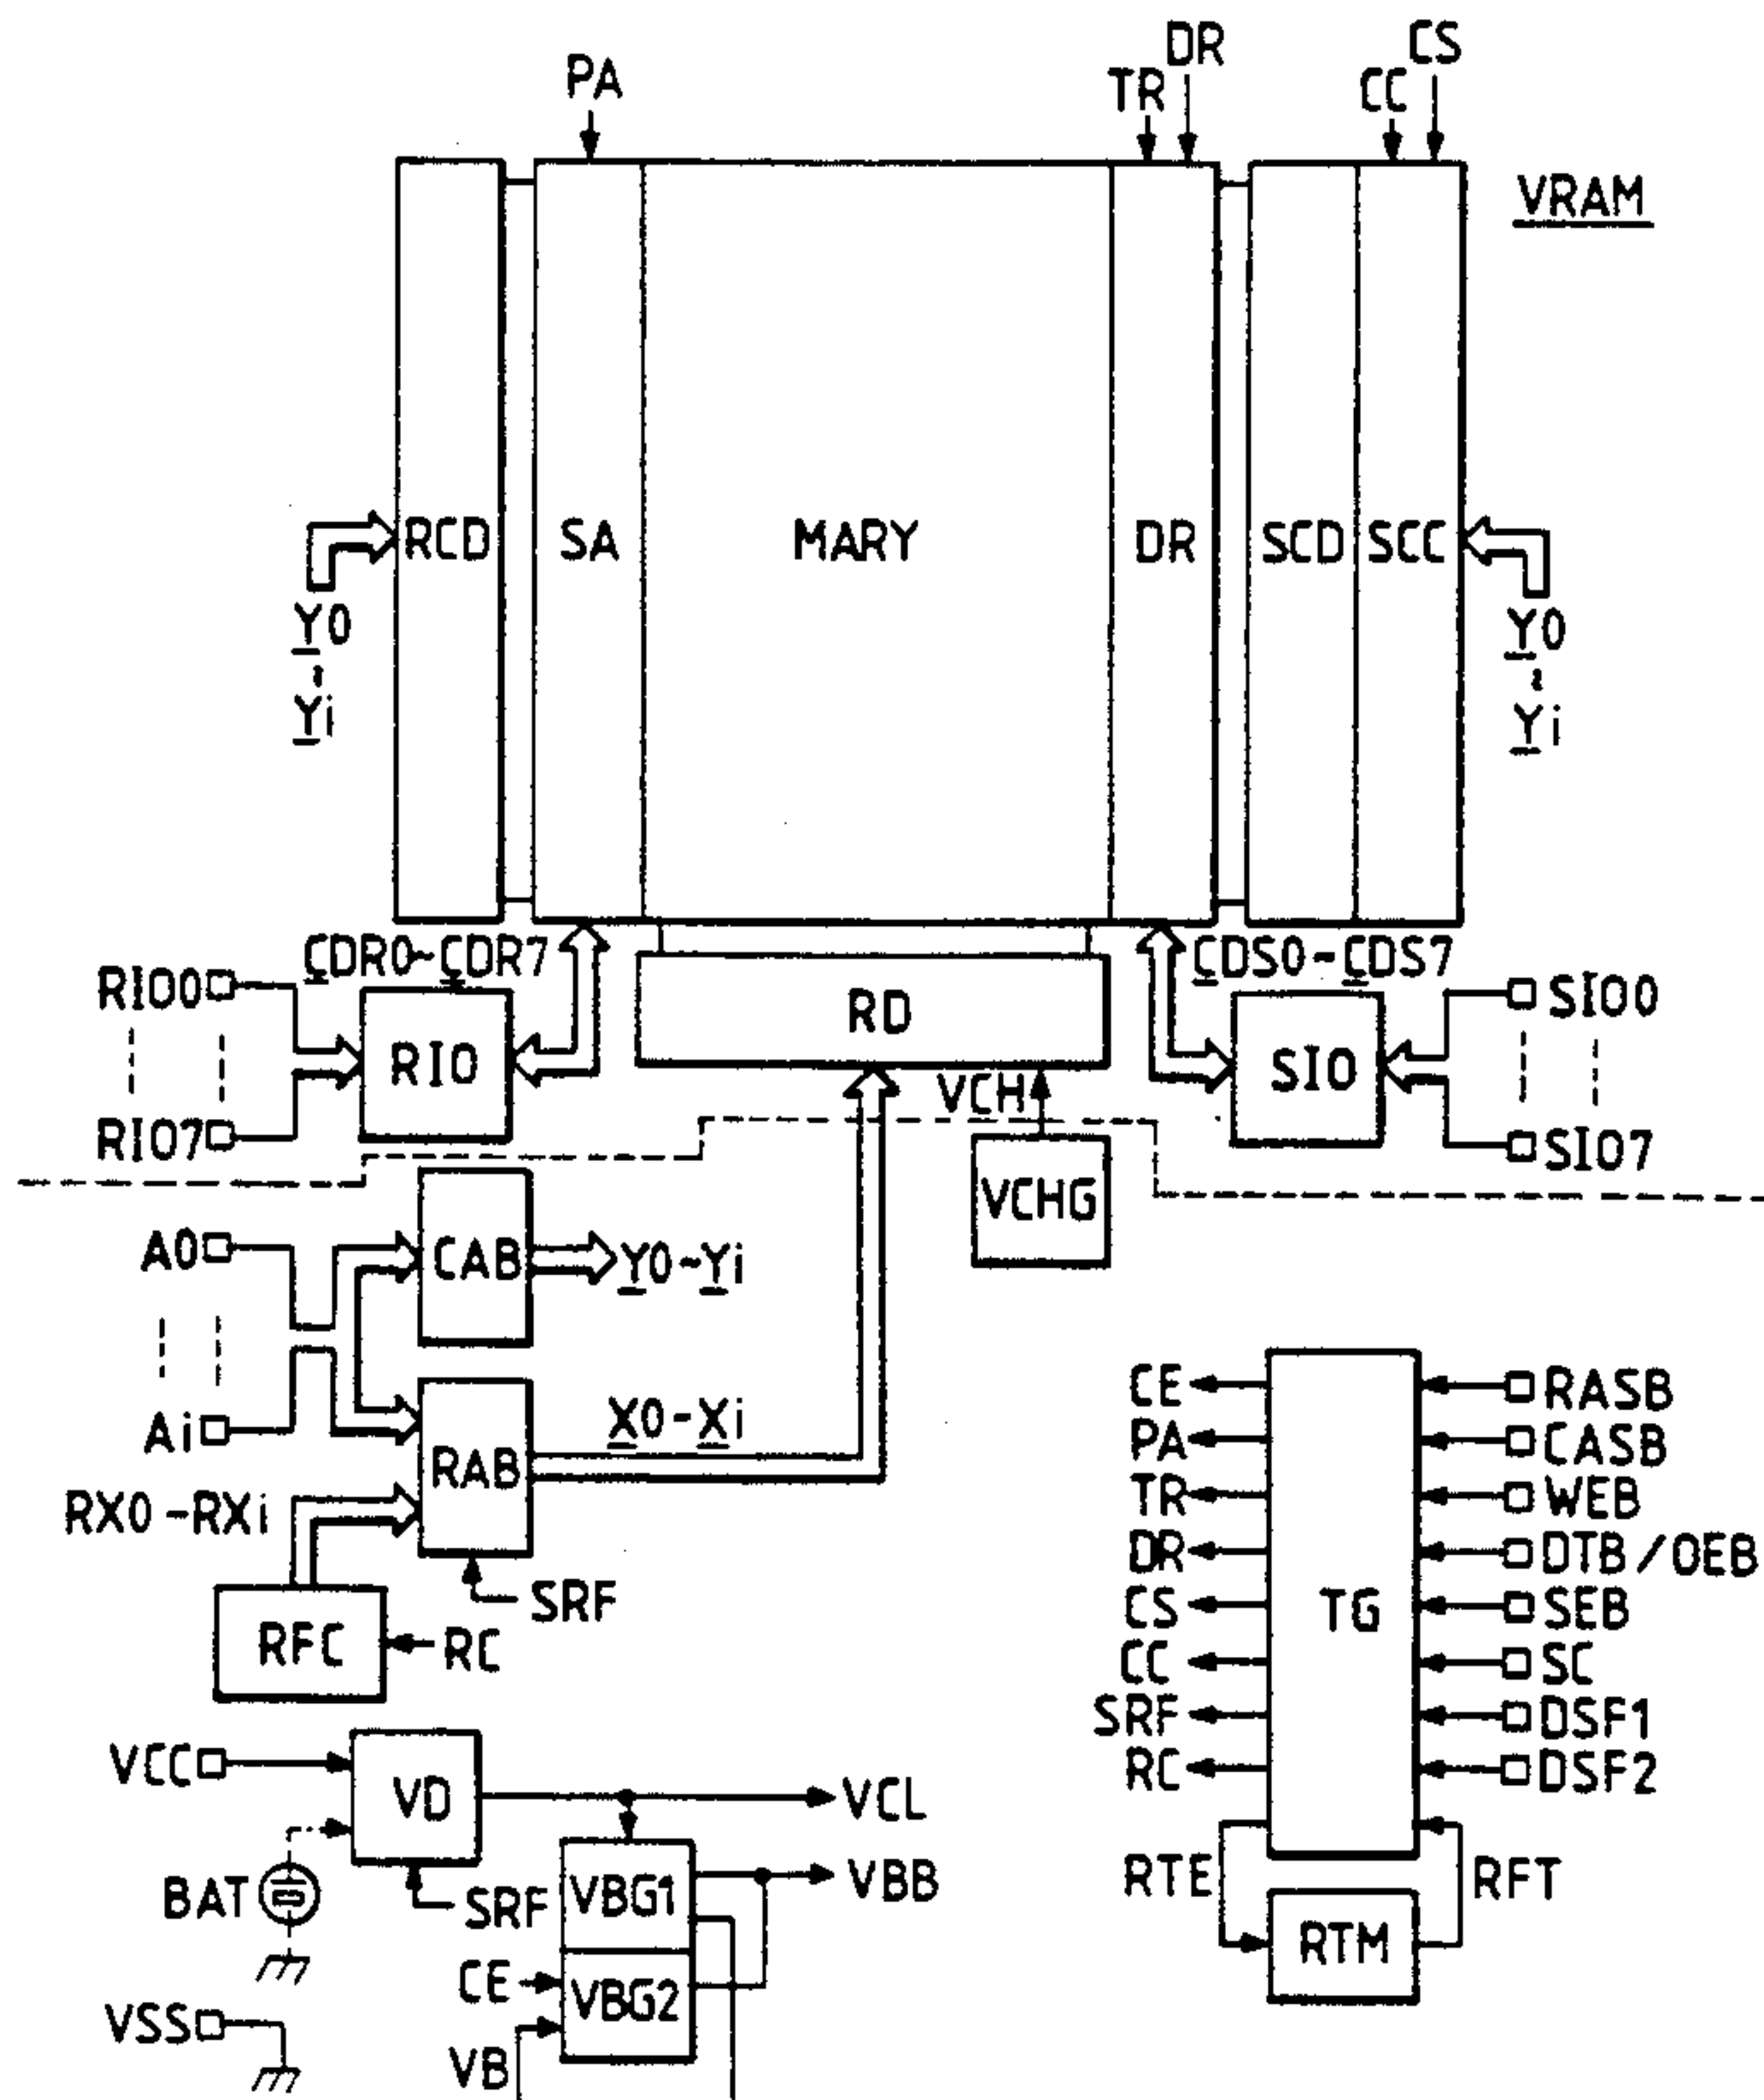 PA
TR
DR
CC
CS
VRAM
RCD
SA
MARY
DR
SCD
SCC
Y0
~
Yi
Y0
~
Yi
CDR0~CDR7
CDS0~CDS7
RIO0
RIO
RIO7
RD
SIO0
SIO
SIO7
VCH
VCHG
A0
Ai
CAB
Y0~Yi
RAB
X0-Xi
RX0-RXi
SRF
RFC
RC
CE
PA
TR
DR
CS
CC
SRF
RC
TG
RASB
CASB
WEB
DTB/OEB
SEB
SC
DSF1
DSF2
RTE
RFT
RTM
VCC
VD
VCL
BAT
SRF
VBG1
VBB
CE
VBG2
VSS
VB